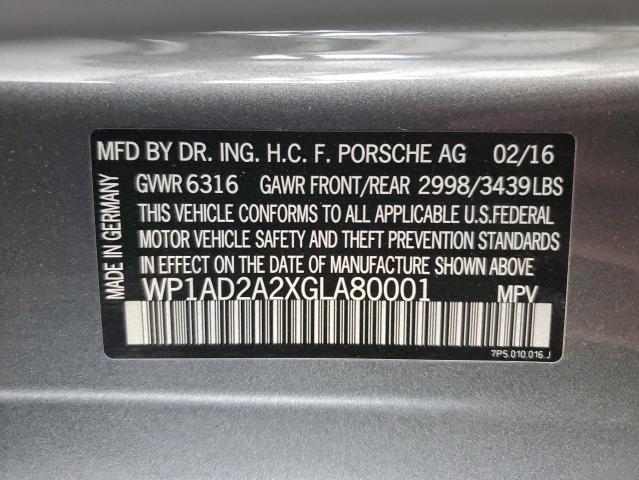 MFD BY DR. ING. H.C. F. PORSCHE AG 02/16
GVWR 6316 GAWR FRONT/REAR 2998/3439LBS
THIS VEHICLE CONFORMS TO ALL APPLICABLE U.S.FEDERAL
MOTOR VEHICLE SAFETY AND THEFT PREVENTION STANDARDS
IN EFFECT ON THE DATE OF MANUFACTURE SHOWN ABOVE
WP1AD2A2XGLA80001 MPV
7P5.010.016.J
MADE IN GERMANY